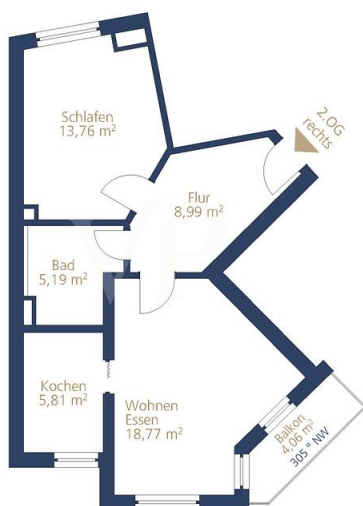 2.OG
rechts
Schlafen
13,76 m²
Flur
8,99 m²
Bad
5,19 m²
Kochen
5,81 m²
Wohnen
Essen
18,77 m²
Balkon
4,06 m²
305° NW
VP